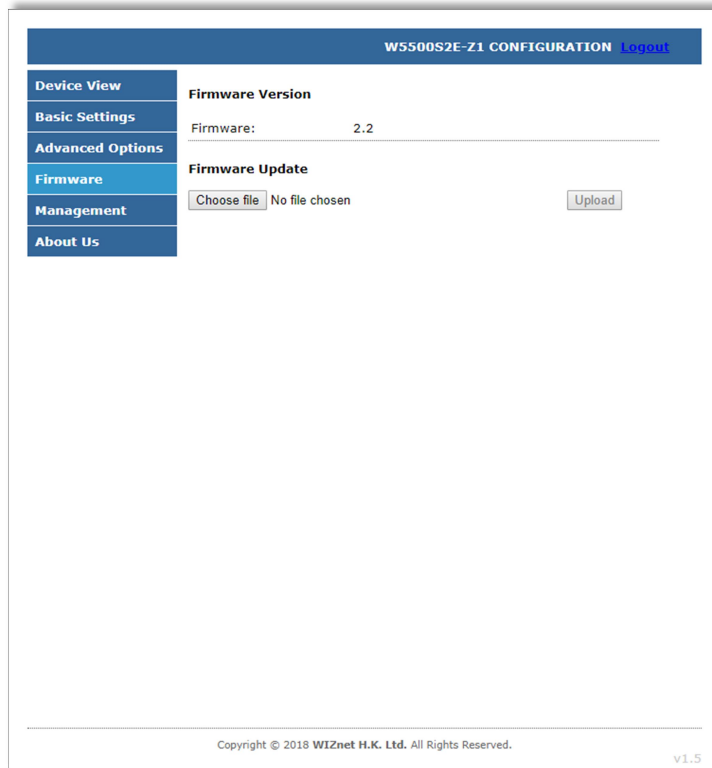 W5500S2E-Z1 CONFIGURATION Logout
Device View
Basic Settings
Advanced Options
Firmware
Management
About Us
Firmware Version
Firmware: 2.2
Firmware Update
Choose file No file chosen Upload
Copyright © 2018 WIZnet H.K. Ltd. All Rights Reserved.
v1.5